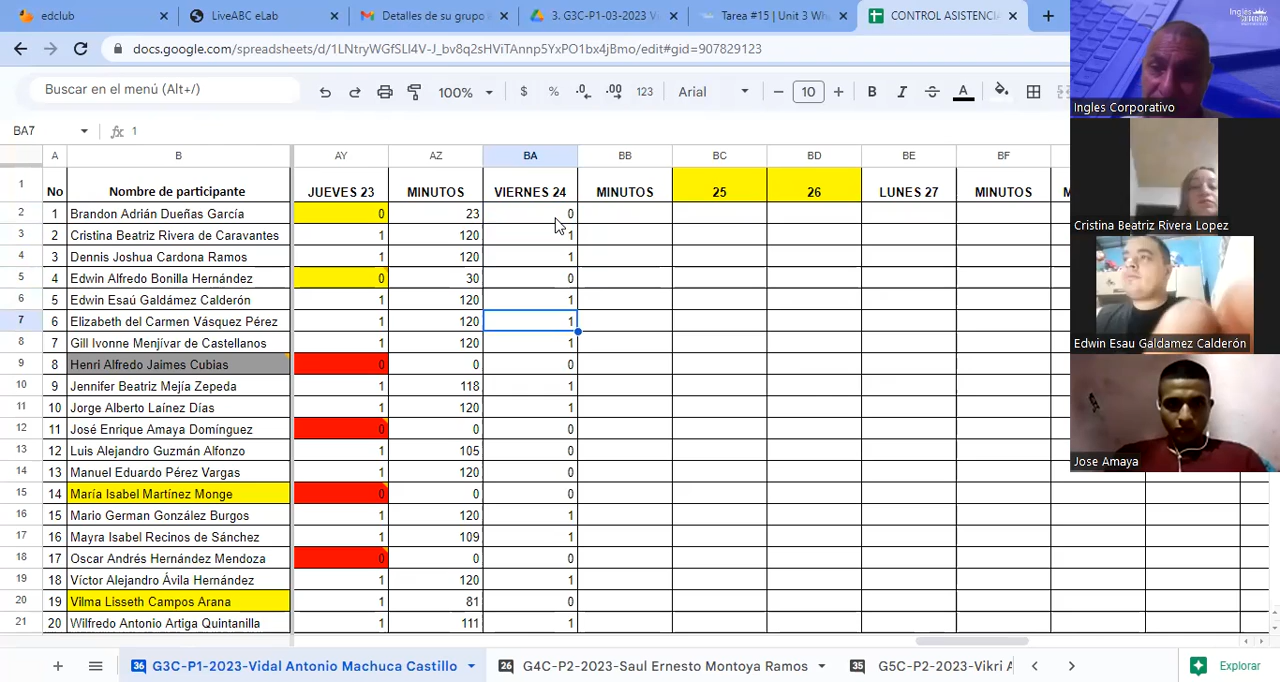 edclub
LiveABC eLab
Detalles de su grupo
3. G3C-P1-B3-2023 V
Tarea #15 | Unit 3 Wh
CONTROL ASISTENCIA
docs.google.com/spreadsheets/d/1LNtryWGfSLI4V-J_bv8q2sHViTAnnp5YxPO1bx4jBmo/edit#gid=907829123
Buscar en el menú (Alt+/)
100%
$ % .0 .00 123
Arial
10
B I A
BA7
fx 1
A B AY AZ BA BB BC BD BE BF
1 No Nombre de participante JUEVES 23 MINUTOS VIERNES 24 MINUTOS 25 26 LUNES 27 MINUTOS
2 1 Brandon Adrián Dueñas García 0 23 0
3 2 Cristina Beatriz Rivera de Caravantes 1 120 1
4 3 Dennis Joshua Cardona Ramos 1 120 1
5 4 Edwin Alfredo Bonilla Hernández 0 30 0
6 5 Edwin Esaú Galdámez Calderón 1 120 1
7 6 Elizabeth del Carmen Vásquez Pérez 1 120 1
8 7 Gill Ivonne Menjívar de Castellanos 1 120 1
9 8 Henri Alfredo Jaimes Cubias 0 0 0
10 9 Jennifer Beatriz Mejía Zepeda 1 118 1
11 10 Jorge Alberto Laínez Días 1 120 1
12 11 José Enrique Amaya Domínguez 0 0 0
13 12 Luis Alejandro Guzmán Alfonzo 1 105 0
14 13 Manuel Eduardo Pérez Vargas 1 120 0
15 14 María Isabel Martínez Monge 0 0 0
16 15 Mario German González Burgos 1 120 1
17 16 Mayra Isabel Recinos de Sánchez 1 109 1
18 17 Oscar Andrés Hernández Mendoza 0 0 0
19 18 Víctor Alejandro Ávila Hernández 1 120 1
20 19 Vilma Lisseth Campos Arana 1 81 0
21 20 Wilfredo Antonio Artiga Quintanilla 1 111 1
36 G3C-P1-2023-Vidal Antonio Machuca Castillo
26 G4C-P2-2023-Saul Ernesto Montoya Ramos
35 G5C-P2-2023-Vikri
Explorar
Ingles Corporativo
Cristina Beatriz Rivera Lopez
Edwin Esau Galdamez Calderón
Jose Amaya